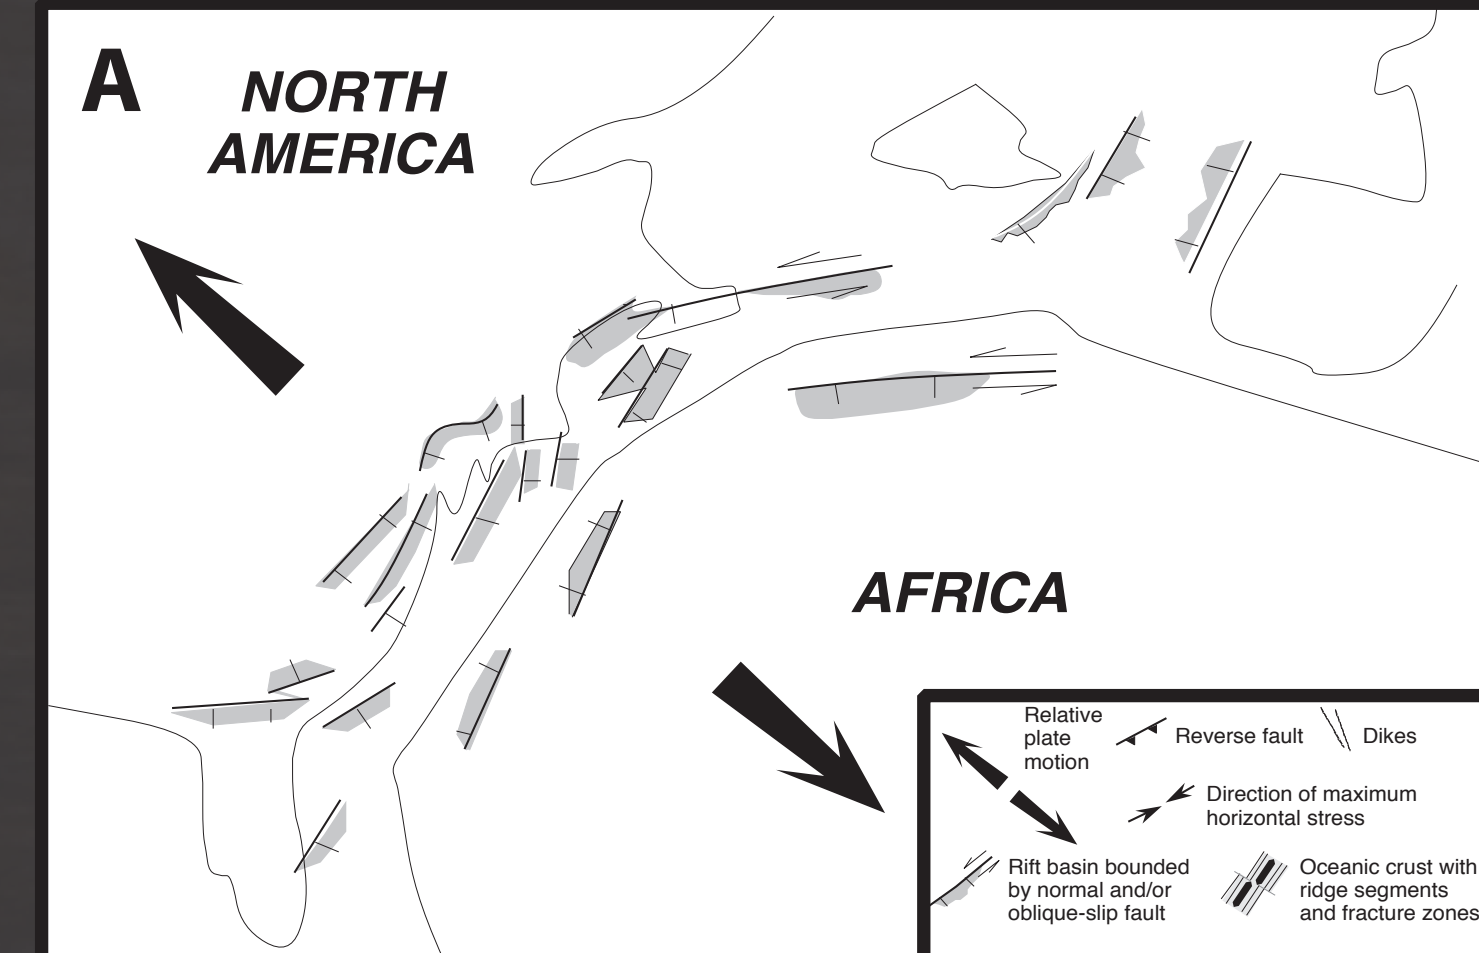 A
NORTH
AMERICA
AFRICA
Relative
plate
motion
Reverse fault
Dikes
Direction of maximum
horizontal stress
Rift basin bounded
by normal and/or
oblique-slip fault
Oceanic crust with
ridge segments
and fracture zones